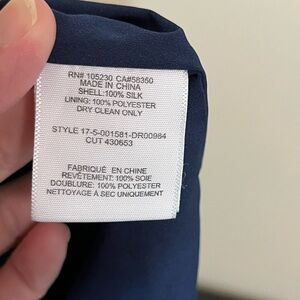 RN# 105230 CA#58350
MADE IN CHINA
SHELL:100% SILK
LINING: 100% POLYESTER
DRY CLEAN ONLY
STYLE 17-5-001581-DR00984
CUT 430653
FABRIQUÉ EN CHINE
REVÊTEMENT: 100% SOIE
DOUBLURE: 100% POLYESTER
NETTOYAGE À SEC UNIQUEMENT